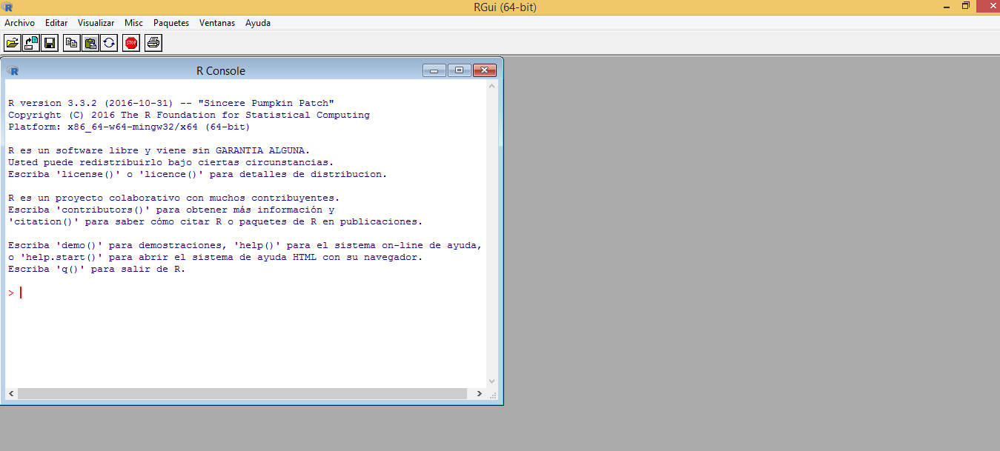 RGui (64-bit)
Archivo Editar Visualizar Misc Paquetes Ventanas Ayuda
STOP
R Console
R version 3.3.2 (2016-10-31) -- "Sincere Pumpkin Patch"
Copyright (C) 2016 The R Foundation for Statistical Computing
Platform: x86_64-w64-mingw32/x64 (64-bit)
R es un software libre y viene sin GARANTIA ALGUNA.
Usted puede redistribuirlo bajo ciertas circunstancias.
Escriba 'license()' o 'licence()' para detalles de distribucion.
R es un proyecto colaborativo con muchos contribuyentes.
Escriba 'contributors()' para obtener más información y
'citation()' para saber cómo citar R o paquetes de R en publicaciones.
Escriba 'demo()' para demostraciones, 'help()' para el sistema on-line de ayuda,
o 'help.start()' para abrir el sistema de ayuda HTML con su navegador.
Escriba 'q()' para salir de R.
>